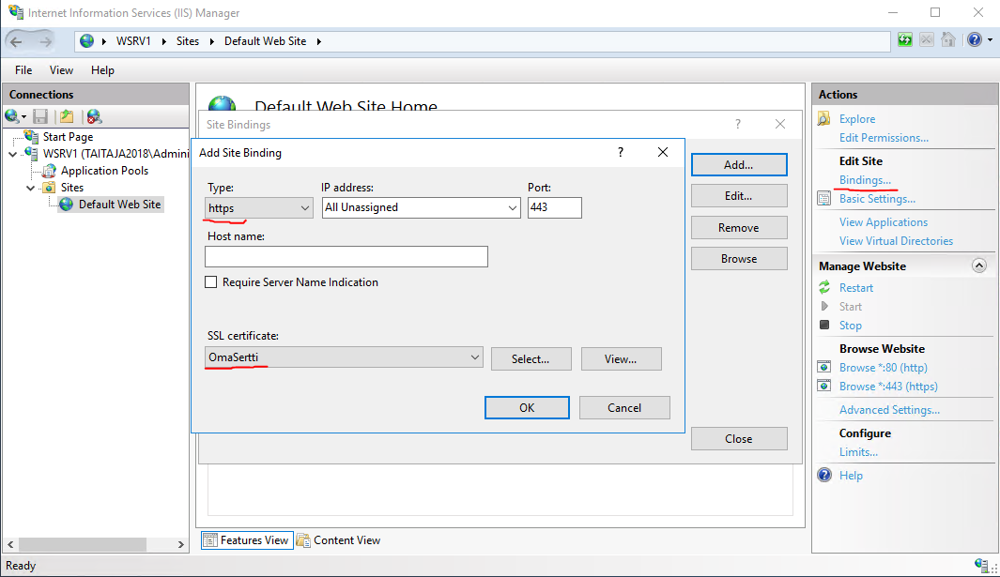 Internet Information Services (IIS) Manager
WSRV1 Sites Default Web Site
File View Help
Connections
Start Page
WSRV1 (TAITAJA2018\Admini
Application Pools
Sites
Default Web Site
Default Web Site Home
Site Bindings
?
Add Site Binding
?
Type:
IP address:
Port:
https
All Unassigned
443
Host name:
Require Server Name Indication
SSL certificate:
OmaSertti
Select...
View...
OK
Cancel
Add...
Edit...
Remove
Browse
Close
Features View
Content View
Actions
Explore
Edit Permissions...
Edit Site
Bindings...
Basic Settings...
View Applications
View Virtual Directories
Manage Website
Restart
Start
Stop
Browse Website
Browse *:80 (http)
Browse *:443 (https)
Advanced Settings...
Configure
Limits...
Help
Ready